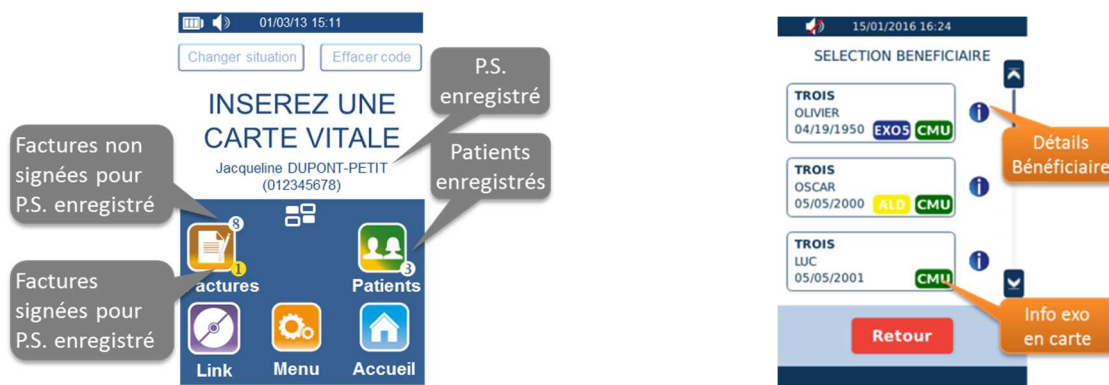 01/03/13 15:11
Changer situation
Effacer code
P.S.
enregistré
INSEREZ UNE
CARTE VITALE
Jacqueline DUPONT-PETIT
(012345678)
Patients
enregistrés
Factures non
signées pour
P.S. enregistré
8
1
actures
3
Patients
Factures
signées pour
P.S. enregistré
Link
Menu
Accueil
15/01/2016 16:24
SELECTION BENEFICIAIRE
TROIS
OLIVIER
04/19/1950 EXO5 CMU
i
Détails
Bénéficiaire
TROIS
OSCAR
05/05/2000 ALD CMU
i
TROIS
LUC
05/05/2001 CMU
i
Info exo
en carte
Retour